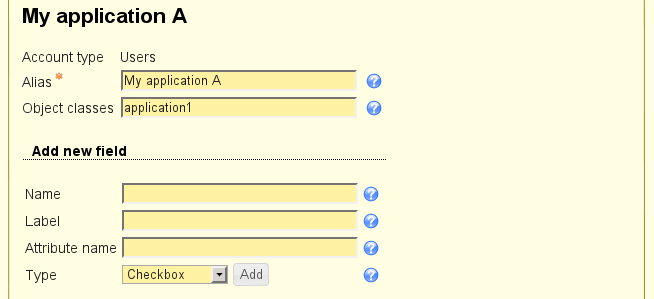 My application A
Account type Users
Alias * My application A
Object classes application1
Add new field
Name
Label
Attribute name
Type Checkbox Add